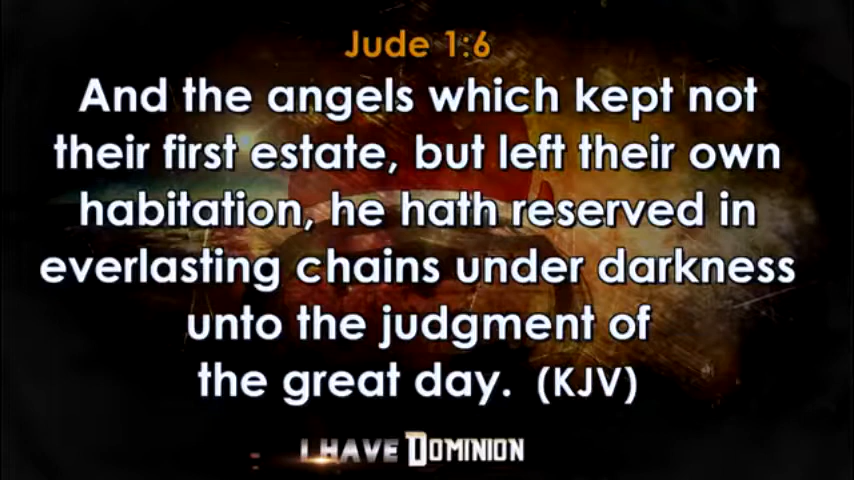 Jude 1:6
And the angels which kept not
their first estate, but left their own
habitation, he hath reserved in
everlasting chains under darkness
unto the judgment of
the great day. (KJV)
I HAVE DOMINION